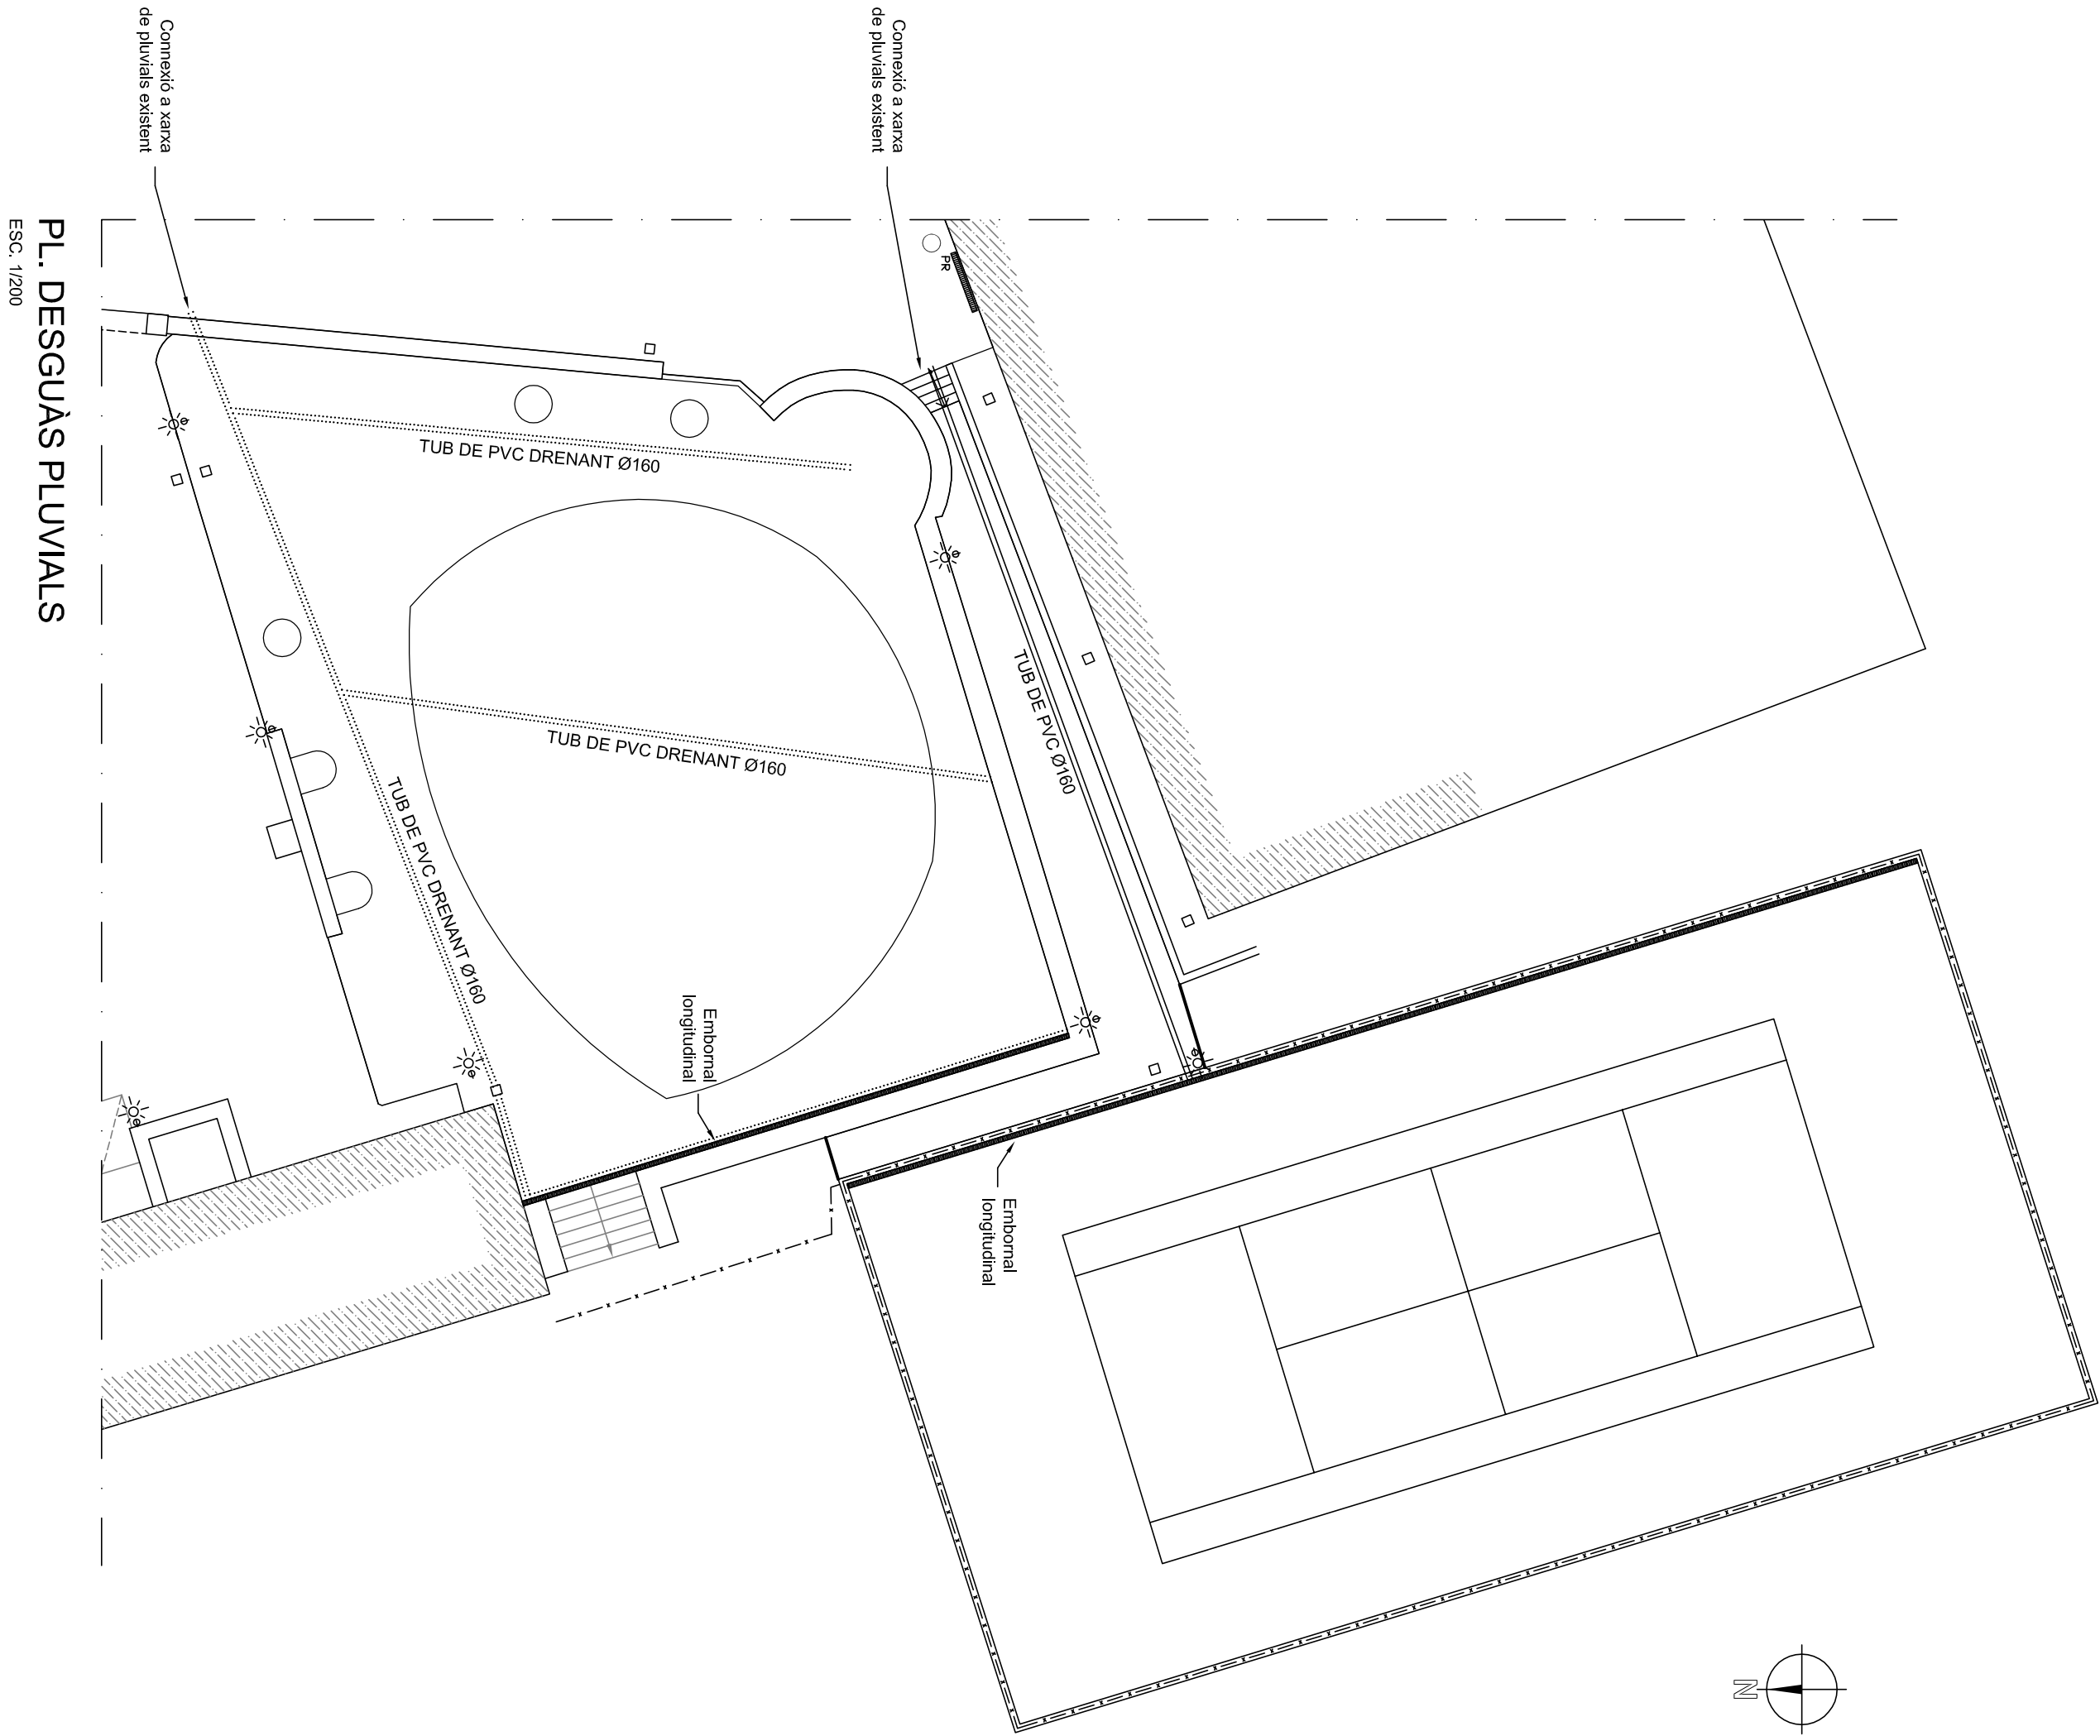 Connexió a xarxa
de pluvials existent
Connexió a xarxa
de pluvials existent
PR
TUB DE PVC DRENANT Ø160
TUB DE PVC Ø160
TUB DE PVC DRENANT Ø160
TUB DE PVC DRENANT Ø160
Embornal
longitudinal
Embornal
longitudinal
N
PL. DESGUÀS PLUVIALS
ESC. 1/200